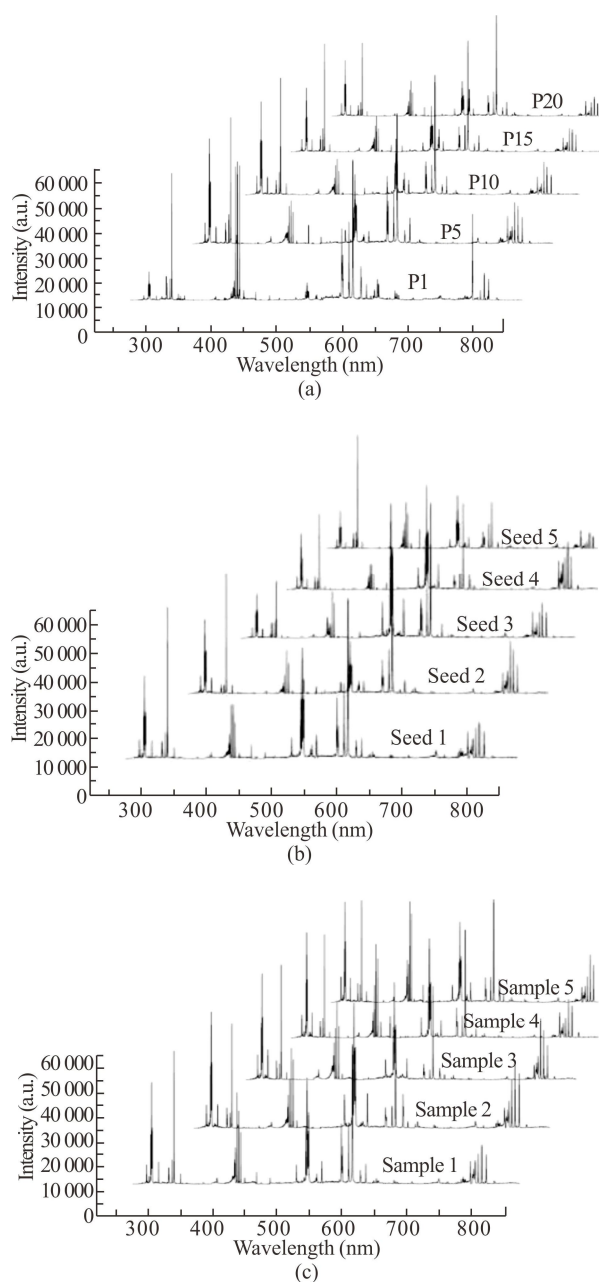 P20
P15
P10
P5
P1
Intensity (a.u.)
60 000
50 000
40 000
30 000
20 000
10 000
0
300 400 500 600 700 800
Wavelength (nm)
(a)
Seed 5
Seed 4
Seed 3
Seed 2
Seed 1
Intensity (a.u.)
60 000
50 000
40 000
30 000
20 000
10 000
0
300 400 500 600 700 800
Wavelength (nm)
(b)
Sample 5
Sample 4
Sample 3
Sample 2
Sample 1
Intensity (a.u.)
60 000
50 000
40 000
30 000
20 000
10 000
0
300 400 500 600 700 800
Wavelength (nm)
(c)